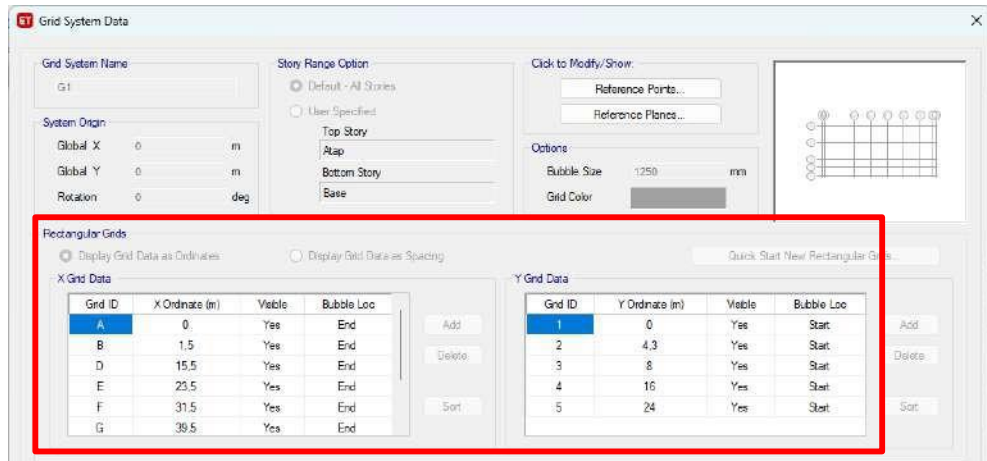 ET Grid System Data
Grid System Name
G1
System Origin
Global X 0 m
Global Y 0 m
Rotation 0 deg
Story Range Option
Default - All Stories
User Specified
Top Story
Atap
Bottom Story
Base
Click to Modify/Show:
Reference Points...
Reference Planes...
Options
Bubble Size 1250 mm
Grid Color
Rectangular Grids
Display Grid Data as Ordinates Display Grid Data as Spacing Quick Start New Rectangular Grids...
X Grid Data
Grid ID X Ordinate (m) Visible Bubble Loc
A 0 Yes End
B 1,5 Yes End
D 15,5 Yes End
E 23,5 Yes End
F 31,5 Yes End
G 39,5 Yes End
Add
Delete
Sort
Y Grid Data
Grid ID Y Ordinate (m) Visible Bubble Loc
1 0 Yes Start
2 4,3 Yes Start
3 8 Yes Start
4 16 Yes Start
5 24 Yes Start
Add
Delete
Sort